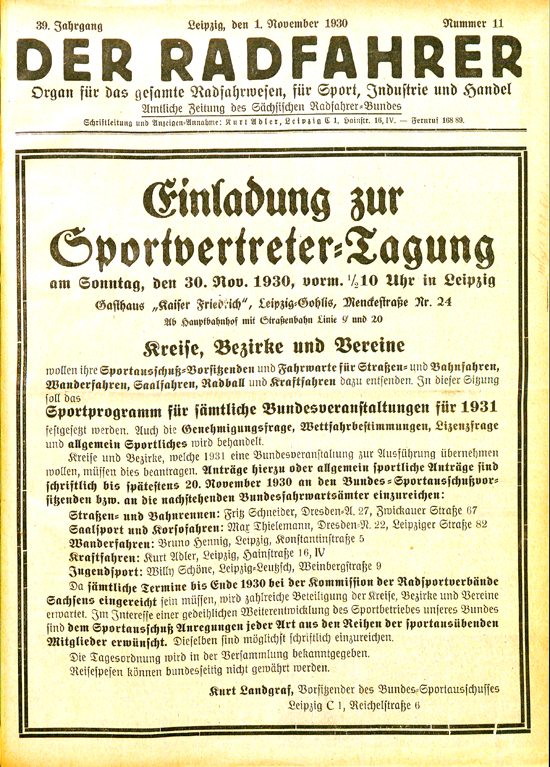 39. Jahrgang Leipzig, den 1. November 1930 Nummer 11
DER RADFAHRER
Organ für das gesamte Radfahrwesen, für Sport, Industrie und Handel
Amtliche Zeitung des Sächsischen Radfahrer-Bundes
Schriftleitung und Anzeigen-Annahme: Kurt Adler, Leipzig C 1, Hainstr. 16, IV. — Fernruf 168 89.
Einladung zur
Sportvertreter-Tagung
am Sonntag, den 30. Nov. 1930, vorm. ½10 Uhr in Leipzig
Gasthaus „Kaiser Friedrich“, Leipzig-Gohlis, Menckestraße Nr. 24
Ab Hauptbahnhof mit Straßenbahn Linie 9 und 20
Kreise, Bezirke und Vereine
wollen ihre Sportausschuß-Vorsitzenden und Fahrwarte für Straßen- und Bahnfahren,
Wanderfahren, Saalfahren, Radball und Kraftfahren dazu entsenden. In dieser Sitzung
soll das
Sportprogramm für sämtliche Bundesveranstaltungen für 1931
festgesetzt werden. Auch die Genehmigungsfrage, Wettfahrbestimmungen, Lizenzfrage
und allgemein Sportliches wird behandelt.
Kreise und Bezirke, welche 1931 eine Bundesveranstaltung zur Ausführung übernehmen
wollen, müssen dies beantragen. Anträge hierzu oder allgemein sportliche Anträge sind
schriftlich bis spätestens 20. November 1930 an den Bundes-Sportausschußvor-
sitzenden bzw. an die nachstehenden Bundesfahrwartsämter einzureichen:
Straßen- und Bahnrennen: Fritz Schneider, Dresden-A. 27, Zwickauer Straße 67
Saalsport und Korsofahren: Max Thielemann, Dresden-N. 22, Leipziger Straße 82
Wanderfahren: Bruno Hennig, Leipzig, Konstantinstraße 5
Kraftfahren: Kurt Adler, Leipzig, Hainstraße 16, IV
Jugendsport: Willy Schöne, Leipzig-Leutzsch, Weinbergstraße 9
Da sämtliche Termine bis Ende 1930 bei der Kommission der Radsportverbände
Sachsens eingereicht sein müssen, wird zahlreiche Beteiligung der Kreise, Bezirke und Vereine
erwartet. Im Interesse einer gedeihlichen Weiterentwicklung des Sportbetriebes unseres Bundes
sind dem Sportausschuß Anregungen jeder Art aus den Reihen der sportausübenden
Mitglieder erwünscht. Dieselben sind möglichst schriftlich einzureichen.
Die Tagesordnung wird in der Versammlung bekanntgegeben.
Reisespesen können bundesseitig nicht gewährt werden.
Kurt Landgraf, Vorsitzender des Bundes-Sportausschusses
Leipzig C 1, Reichelstraße 6